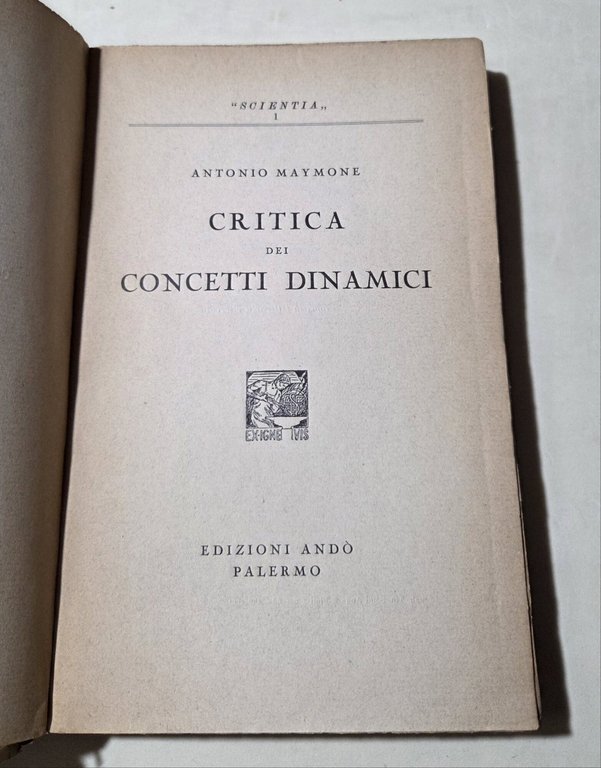 "SCIENTIA„
1
ANTONIO MAYMONE
CRITICA
DEI
CONCETTI DINAMICI
EDIZIONI ANDÒ
PALERMO